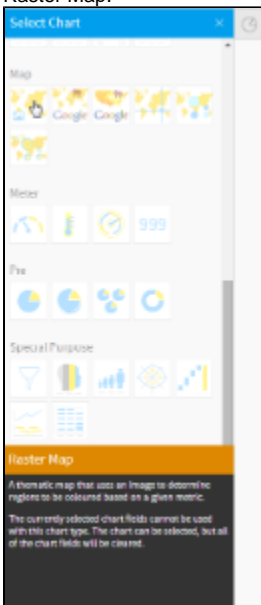 Raster Map.
Select Chart ×
Map
Google Google
Meter
999
Pie
Special Purpose
Raster Map
A thematic map that uses an image to determine
regions to be coloured based on a given metric.
The currently selected chart fields cannot be used
with this chart type. The chart can be selected, but all
of the chart fields will be cleared.